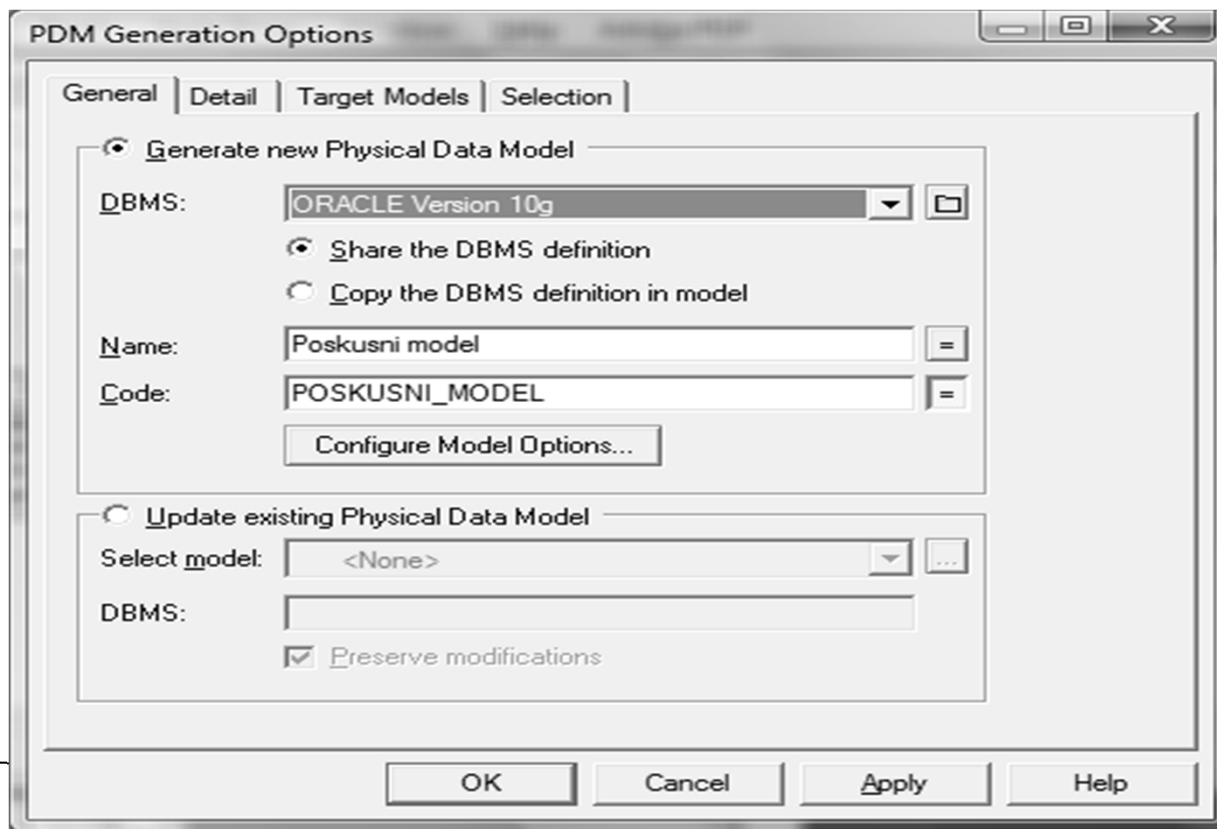 PDM Generation Options
General Detail Target Models Selection
Generate new Physical Data Model
DBMS: ORACLE Version 10g
Share the DBMS definition
Copy the DBMS definition in model
Name: Poskusni model =
Code: POSKUSNI_MODEL =
Configure Model Options...
Update existing Physical Data Model
Select model: <None> ...
DBMS:
Preserve modifications
OK Cancel Apply Help